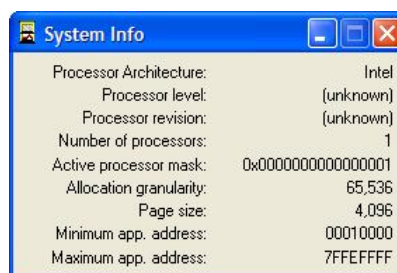 System Info
Processor Architecture: Intel
Processor level: (unknown)
Processor revision: (unknown)
Number of processors: 1
Active processor mask: 0x0000000000000001
Allocation granularity: 65,536
Page size: 4,096
Minimum app. address: 00010000
Maximum app. address: 7FFEFFFF